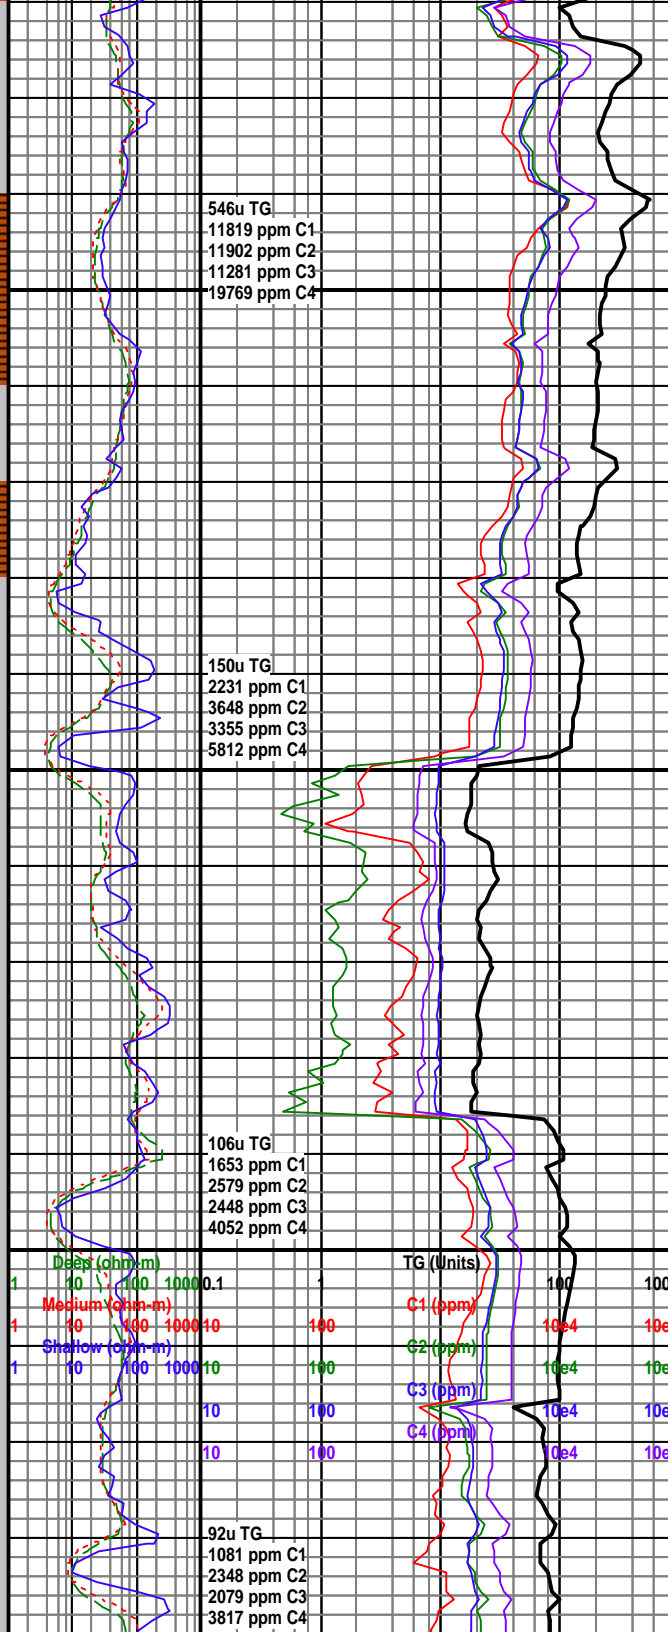 546u TG
11819 ppm C1
11902 ppm C2
11281 ppm C3
19769 ppm C4
150u TG
2231 ppm C1
3648 ppm C2
3355 ppm C3
5812 ppm C4
106u TG
1653 ppm C1
2579 ppm C2
2448 ppm C3
4052 ppm C4
Deep (ohm-m) TG (Units)
1 10 100 1000 0.1 1 100
Medium (ohm-m) C1 (ppm)
1 10 100 1000 10 100 10e4
Shallow (ohm-m) C2 (ppm)
1 10 100 1000 10 100 10e4
C3 (ppm)
10 100 10e4
C4 (ppm)
10 100 10e4
92u TG
1081 ppm C1
2348 ppm C2
2079 ppm C3
3817 ppm C4